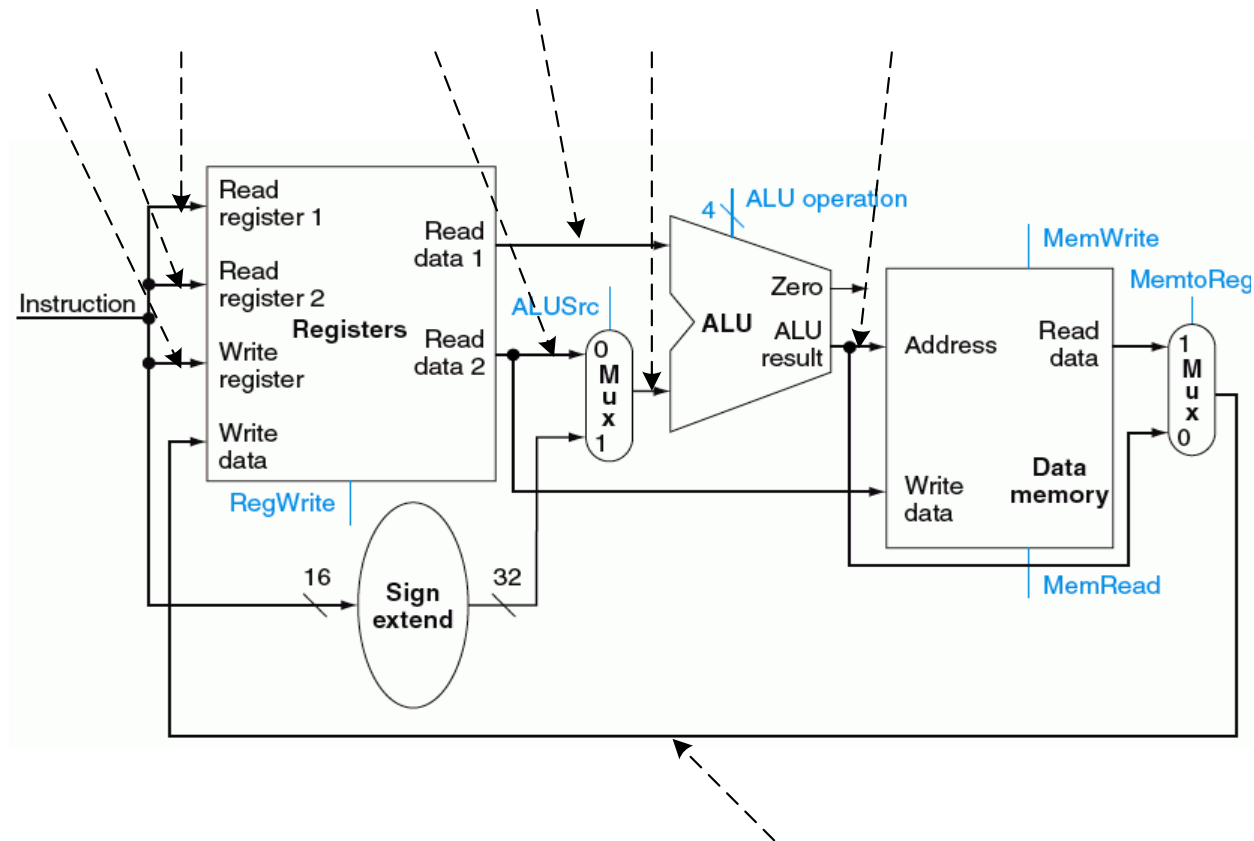 Read
register 1
Read
register 2
Instruction
Registers
Write
register
Write
data
Read
data 1
Read
data 2
RegWrite
16
Sign
extend
32
ALUSrc
0
M
u
x
1
4
ALU operation
Zero
ALU
ALU
result
MemWrite
Address
Read
data
Write
data
Data
memory
MemRead
MemtoReg
1
M
u
x
0